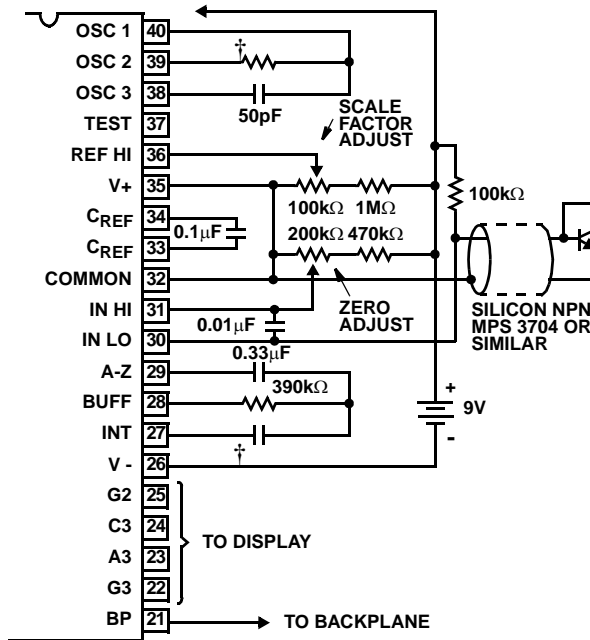 OSC 1 40
OSC 2 39 †
OSC 3 38
50pF
TEST 37
SCALE
FACTOR
ADJUST
REF HI 36
V+ 35
100kΩ 1MΩ
100kΩ
CREF 34
0.1μF
CREF 33
200kΩ 470kΩ
COMMON 32
IN HI 31
ZERO
ADJUST
0.01μF
IN LO 30
SILICON NPN
MPS 3704 OR
SIMILAR
A-Z 29
0.33μF
BUFF 28
390kΩ
INT 27
†
+
9V
-
V - 26
G2 25
C3 24
TO DISPLAY
A3 23
G3 22
BP 21
TO BACKPLANE